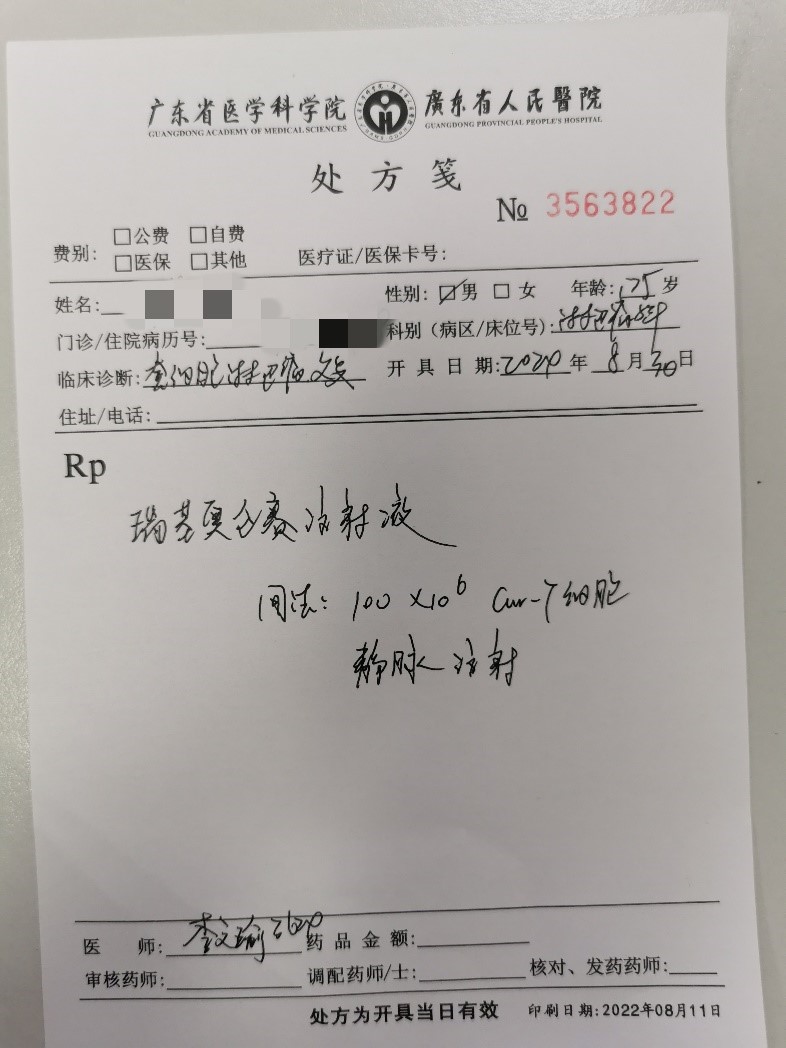 广东省医学科学院 廣东省人民醫院
GUANGDONG ACADEMY OF MEDICAL SCIENCES GUANGDONG PROVINCIAL PEOPLE'S HOSPITAL
处方笺
№ 3563822
费别: □公费 □自费
□医保 □其他 医疗证/医保卡号:
姓名: 性别: ☑男 □女 年龄: 75 岁
门诊/住院病历号: 科别（病区/床位号）: 淋巴瘤科
临床诊断: 套细胞淋巴瘤 开具日期: 年 8 月 30 日
住址/电话:
Rp
瑞基奥仑赛注射液
用法: 100 ×10⁶ Car-T细胞
静脉注射
医 师: 李文瑜 药品金额:
审核药师: 调配药师/士: 核对、发药药师:
处方为开具当日有效 印刷日期:2022年08月11日